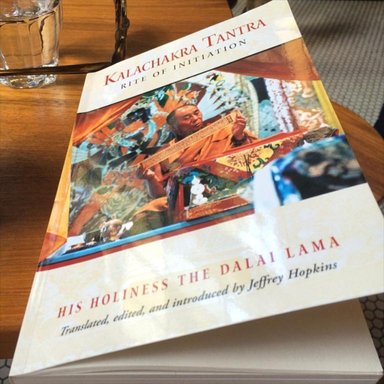 KALACHAKRA TANTRA
RITE OF INITIATION
HIS HOLINESS THE DALAI LAMA
Translated, edited, and introduced by Jeffrey Hopkins